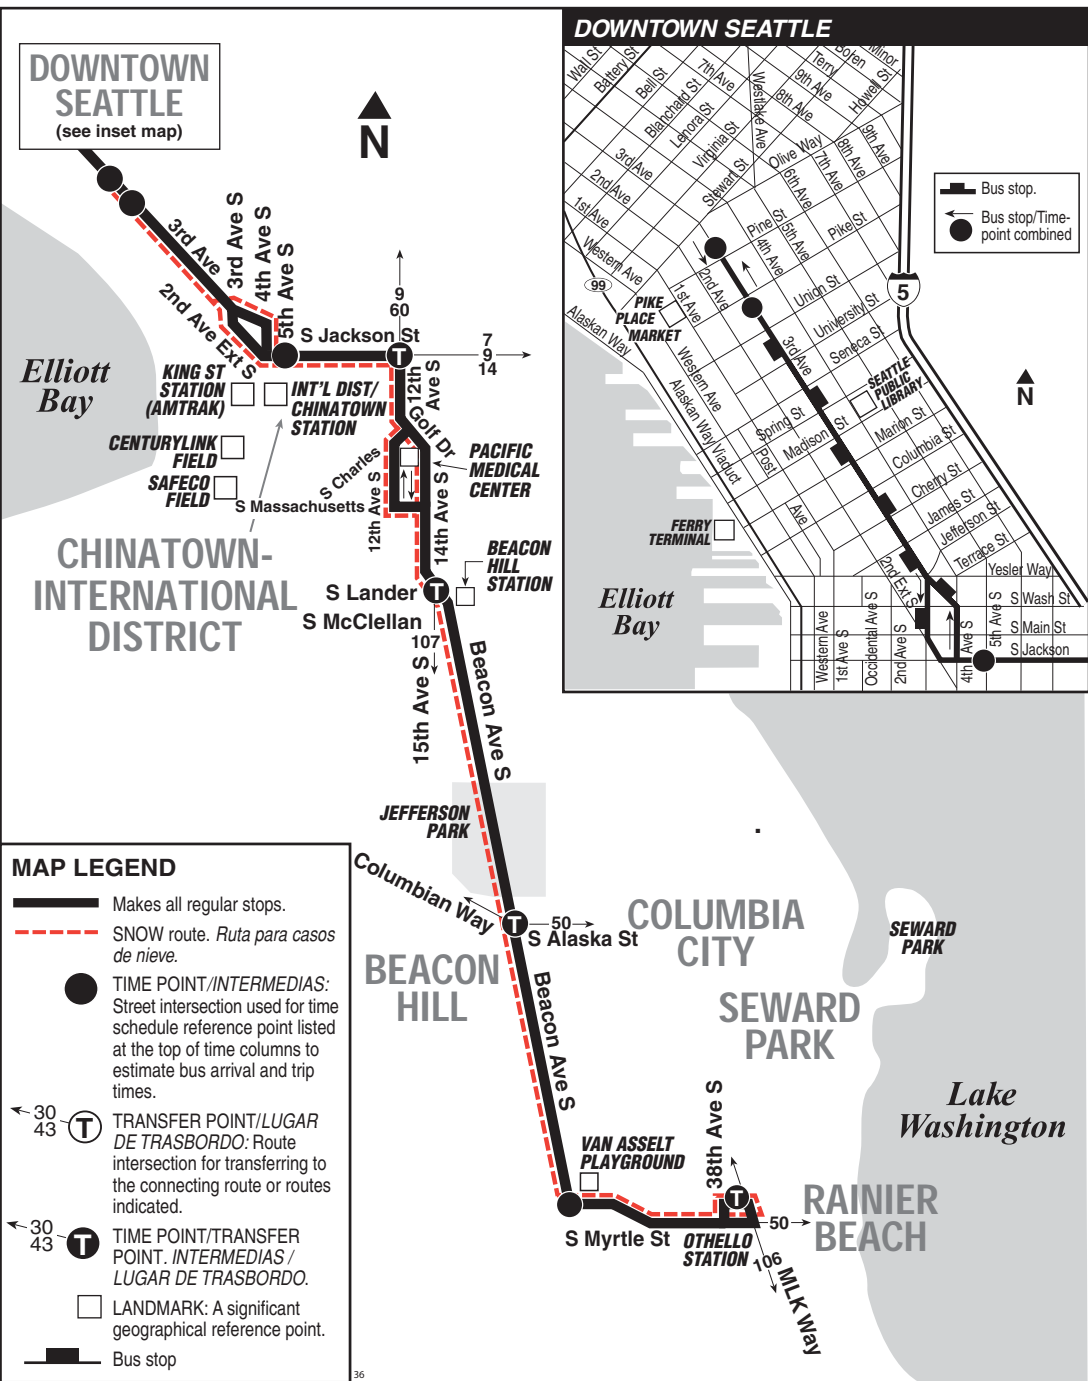 DOWNTOWN
SEATTLE
(see inset map)
N
3rd Ave
2nd Ave Ext S
3rd Ave S
4th Ave S
5th Ave S
S Jackson St
9
60
T
7
9
14
12th
Ave S
Golf Dr
Elliott
Bay
KING ST
STATION
(AMTRAK)
INT'L DIST/
CHINATOWN
STATION
CENTURYLINK
FIELD
SAFECO
FIELD
S Charles
S Massachusetts
12th Ave S
14th Ave S
PACIFIC
MEDICAL
CENTER
CHINATOWN-
INTERNATIONAL
DISTRICT
BEACON
HILL
STATION
S Lander
T
S McClellan
107
15th Ave S
Beacon Ave S
JEFFERSON
PARK
Columbian Way
T
50
S Alaska St
COLUMBIA
CITY
BEACON
HILL
Beacon Ave S
SEWARD
PARK
SEWARD
PARK
Lake
Washington
VAN ASSELT
PLAYGROUND
38th Ave S
T
RAINIER
BEACH
50
S Myrtle St
OTHELLO
STATION
106
MLK Way
DOWNTOWN SEATTLE
Wall St
Battery St
Bell St
Blanchard St
Lenora St
Virginia St
Stewart St
7th Ave
Westlake Ave
Terry
Boren
Minor
9th Ave
8th Ave
Howell St
Olive Way
9th Ave
8th Ave
7th Ave
6th Ave
5th Ave
4th Ave
3rd Ave
2nd Ave
1st Ave
Western Ave
Pine St
Pike St
2nd Ave
1st Ave
99
PIKE
PLACE
MARKET
Alaskan Way
Union St
University St
Seneca St
3rd Ave
5
Bus stop.
Bus stop/Time-
point combined
N
SEATTLE
PUBLIC
LIBRARY
Western Ave
Alaskan Way Viaduct
Spring St
Madison St
Marion St
Columbia St
Cherry St
James St
Jefferson St
Terrace St
Post
Ave
FERRY
TERMINAL
2nd Ext S
Yesler Way
S Wash St
S Main St
S Jackson
Elliott
Bay
Western Ave
1st Ave S
Occidental Ave S
2nd Ave S
4th Ave S
5th Ave S
MAP LEGEND
Makes all regular stops.
SNOW route. Ruta para casos
de nieve.
TIME POINT/INTERMEDIAS:
Street intersection used for time
schedule reference point listed
at the top of time columns to
estimate bus arrival and trip
times.
30
43
T
TRANSFER POINT/LUGAR
DE TRASBORDO: Route
intersection for transferring to
the connecting route or routes
indicated.
30
43
T
TIME POINT/TRANSFER
POINT. INTERMEDIAS /
LUGAR DE TRASBORDO.
LANDMARK: A significant
geographical reference point.
Bus stop
36